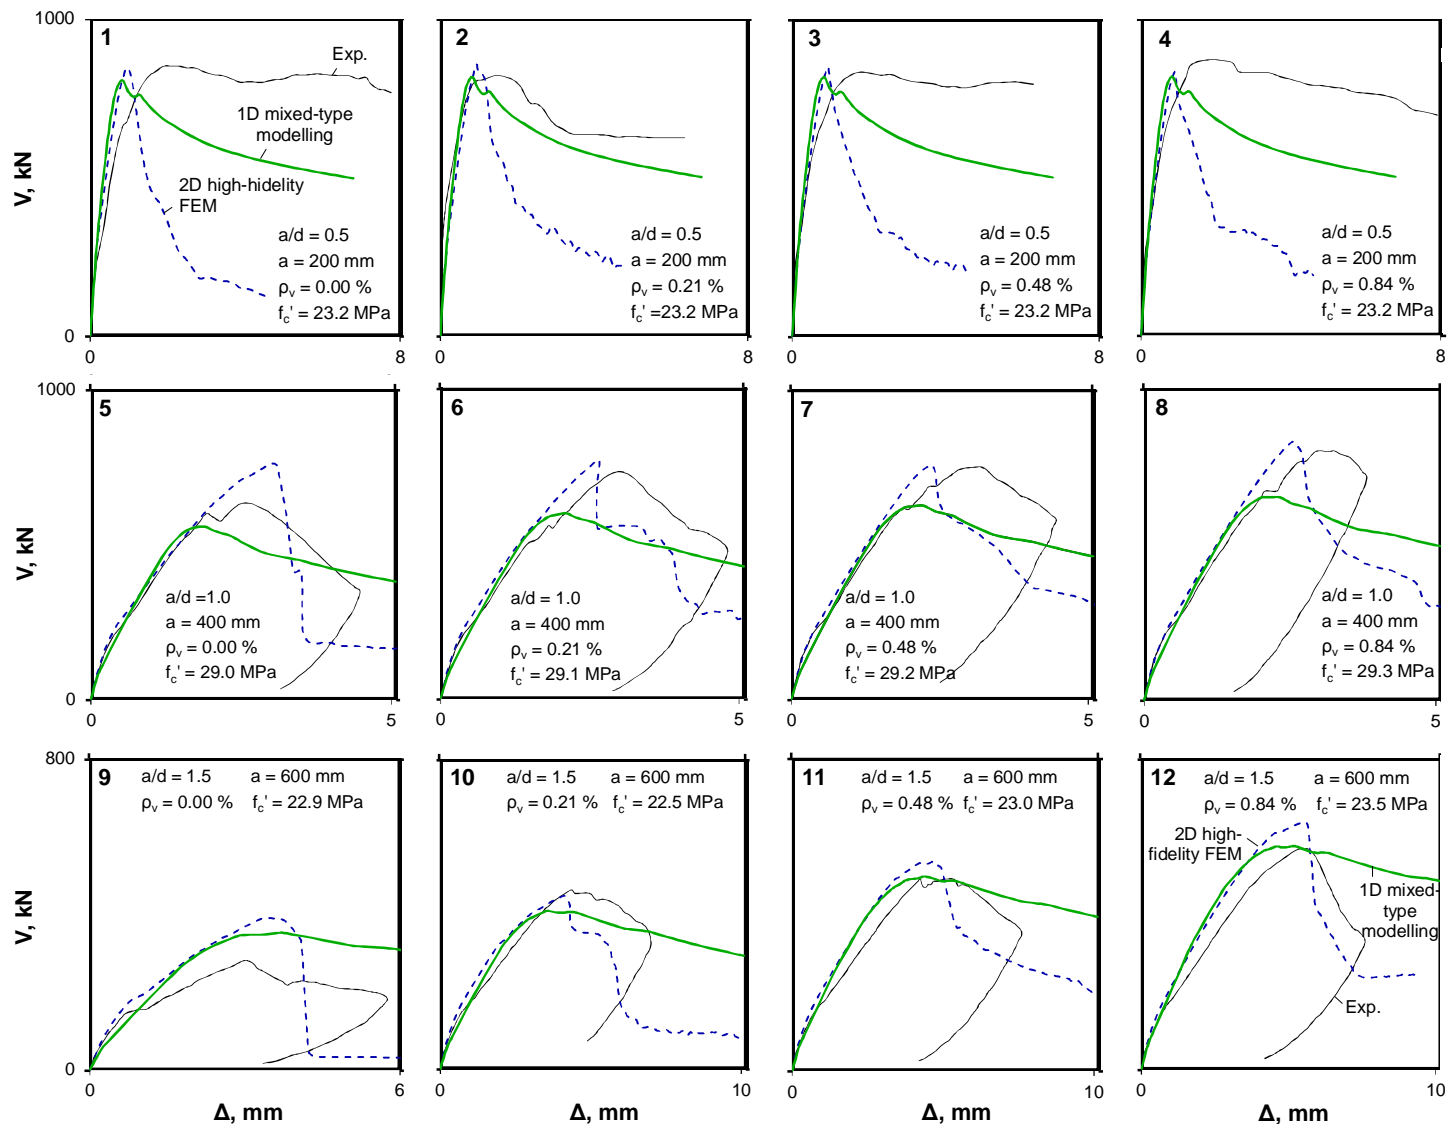 1000
1
Exp.
1D mixed-type
modelling
2D high-hidelity
FEM
a/d = 0.5
a = 200 mm
ρv = 0.00 %
fc' = 23.2 MPa
2
a/d = 0.5
a = 200 mm
ρv = 0.21 %
fc' =23.2 MPa
3
a/d = 0.5
a = 200 mm
ρv = 0.48 %
fc' = 23.2 MPa
4
a/d = 0.5
a = 200 mm
ρv = 0.84 %
fc' = 23.2 MPa
V, kN
0
0 8
0 8
0 8
0 8
1000
5
a/d =1.0
a = 400 mm
ρv = 0.00 %
fc' = 29.0 MPa
6
a/d = 1.0
a = 400 mm
ρv = 0.21 %
fc' = 29.1 MPa
7
a/d = 1.0
a = 400 mm
ρv = 0.48 %
fc' = 29.2 MPa
8
a/d = 1.0
a = 400 mm
ρv = 0.84 %
fc' = 29.3 MPa
V, kN
0
0 5
0 5
0 5
0 5
800
9
a/d = 1.5 a = 600 mm
ρv = 0.00 % fc' = 22.9 MPa
10
a/d = 1.5 a = 600 mm
ρv = 0.21 % fc' = 22.5 MPa
11
a/d = 1.5 a = 600 mm
ρv = 0.48 % fc' = 23.0 MPa
12
a/d = 1.5 a = 600 mm
ρv = 0.84 % fc' = 23.5 MPa
2D high-
fidelity FEM
1D mixed-
type
modelling
Exp.
V, kN
0
0 6
0 10
0 10
0 10
Δ, mm
Δ, mm
Δ, mm
Δ, mm